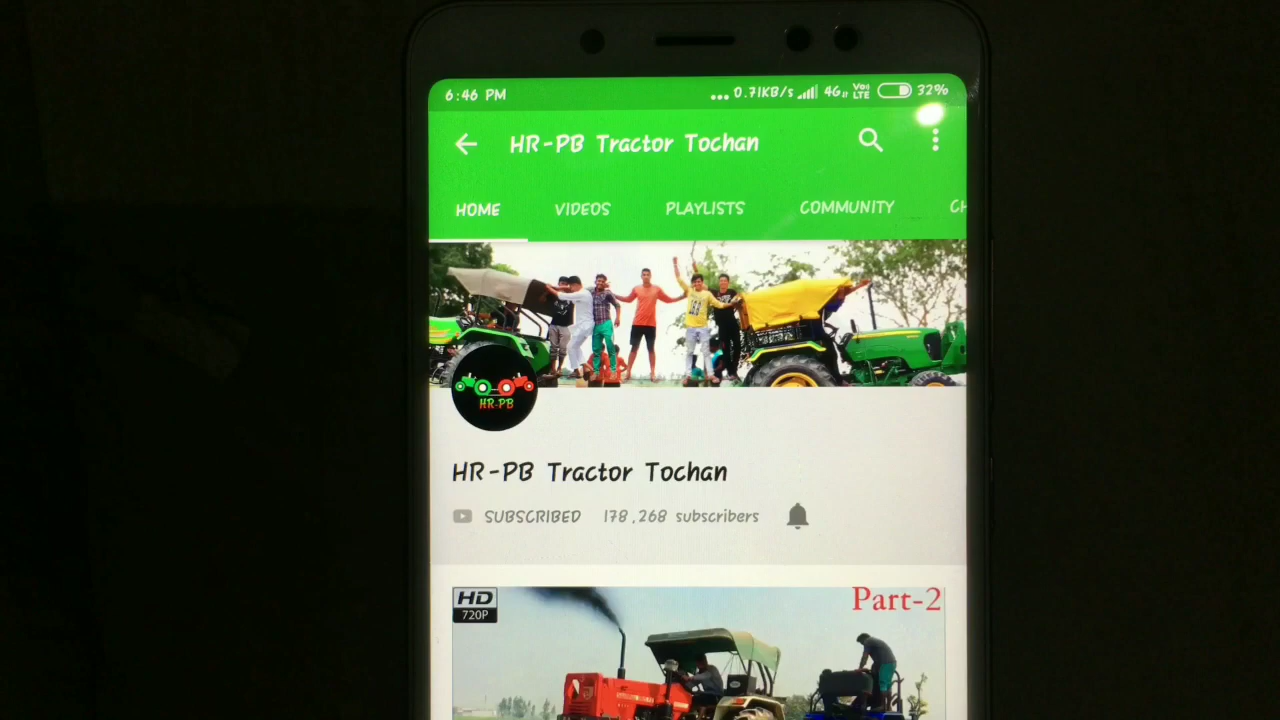 6:46 PM ... 0.71KB/s 4G Vo) LTE 32%
HR-PB Tractor Tochan
HOME VIDEOS PLAYLISTS COMMUNITY CH
HR-PB
HR-PB Tractor Tochan
SUBSCRIBED 178,268 subscribers
HD Part-2
720P